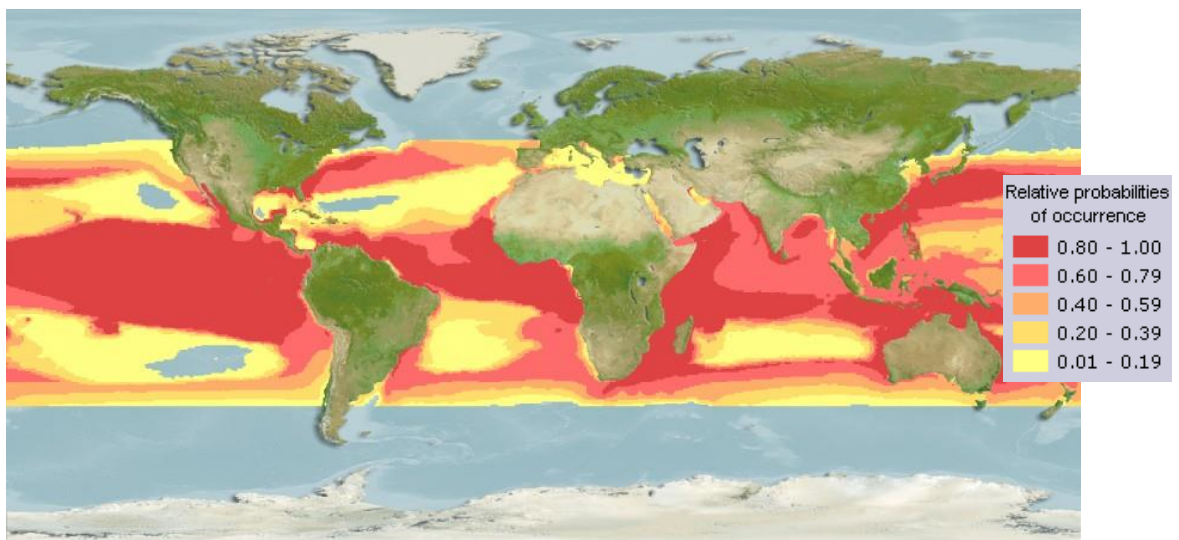 Relative probabilities
of occurrence
0.80 - 1.00
0.60 - 0.79
0.40 - 0.59
0.20 - 0.39
0.01 - 0.19